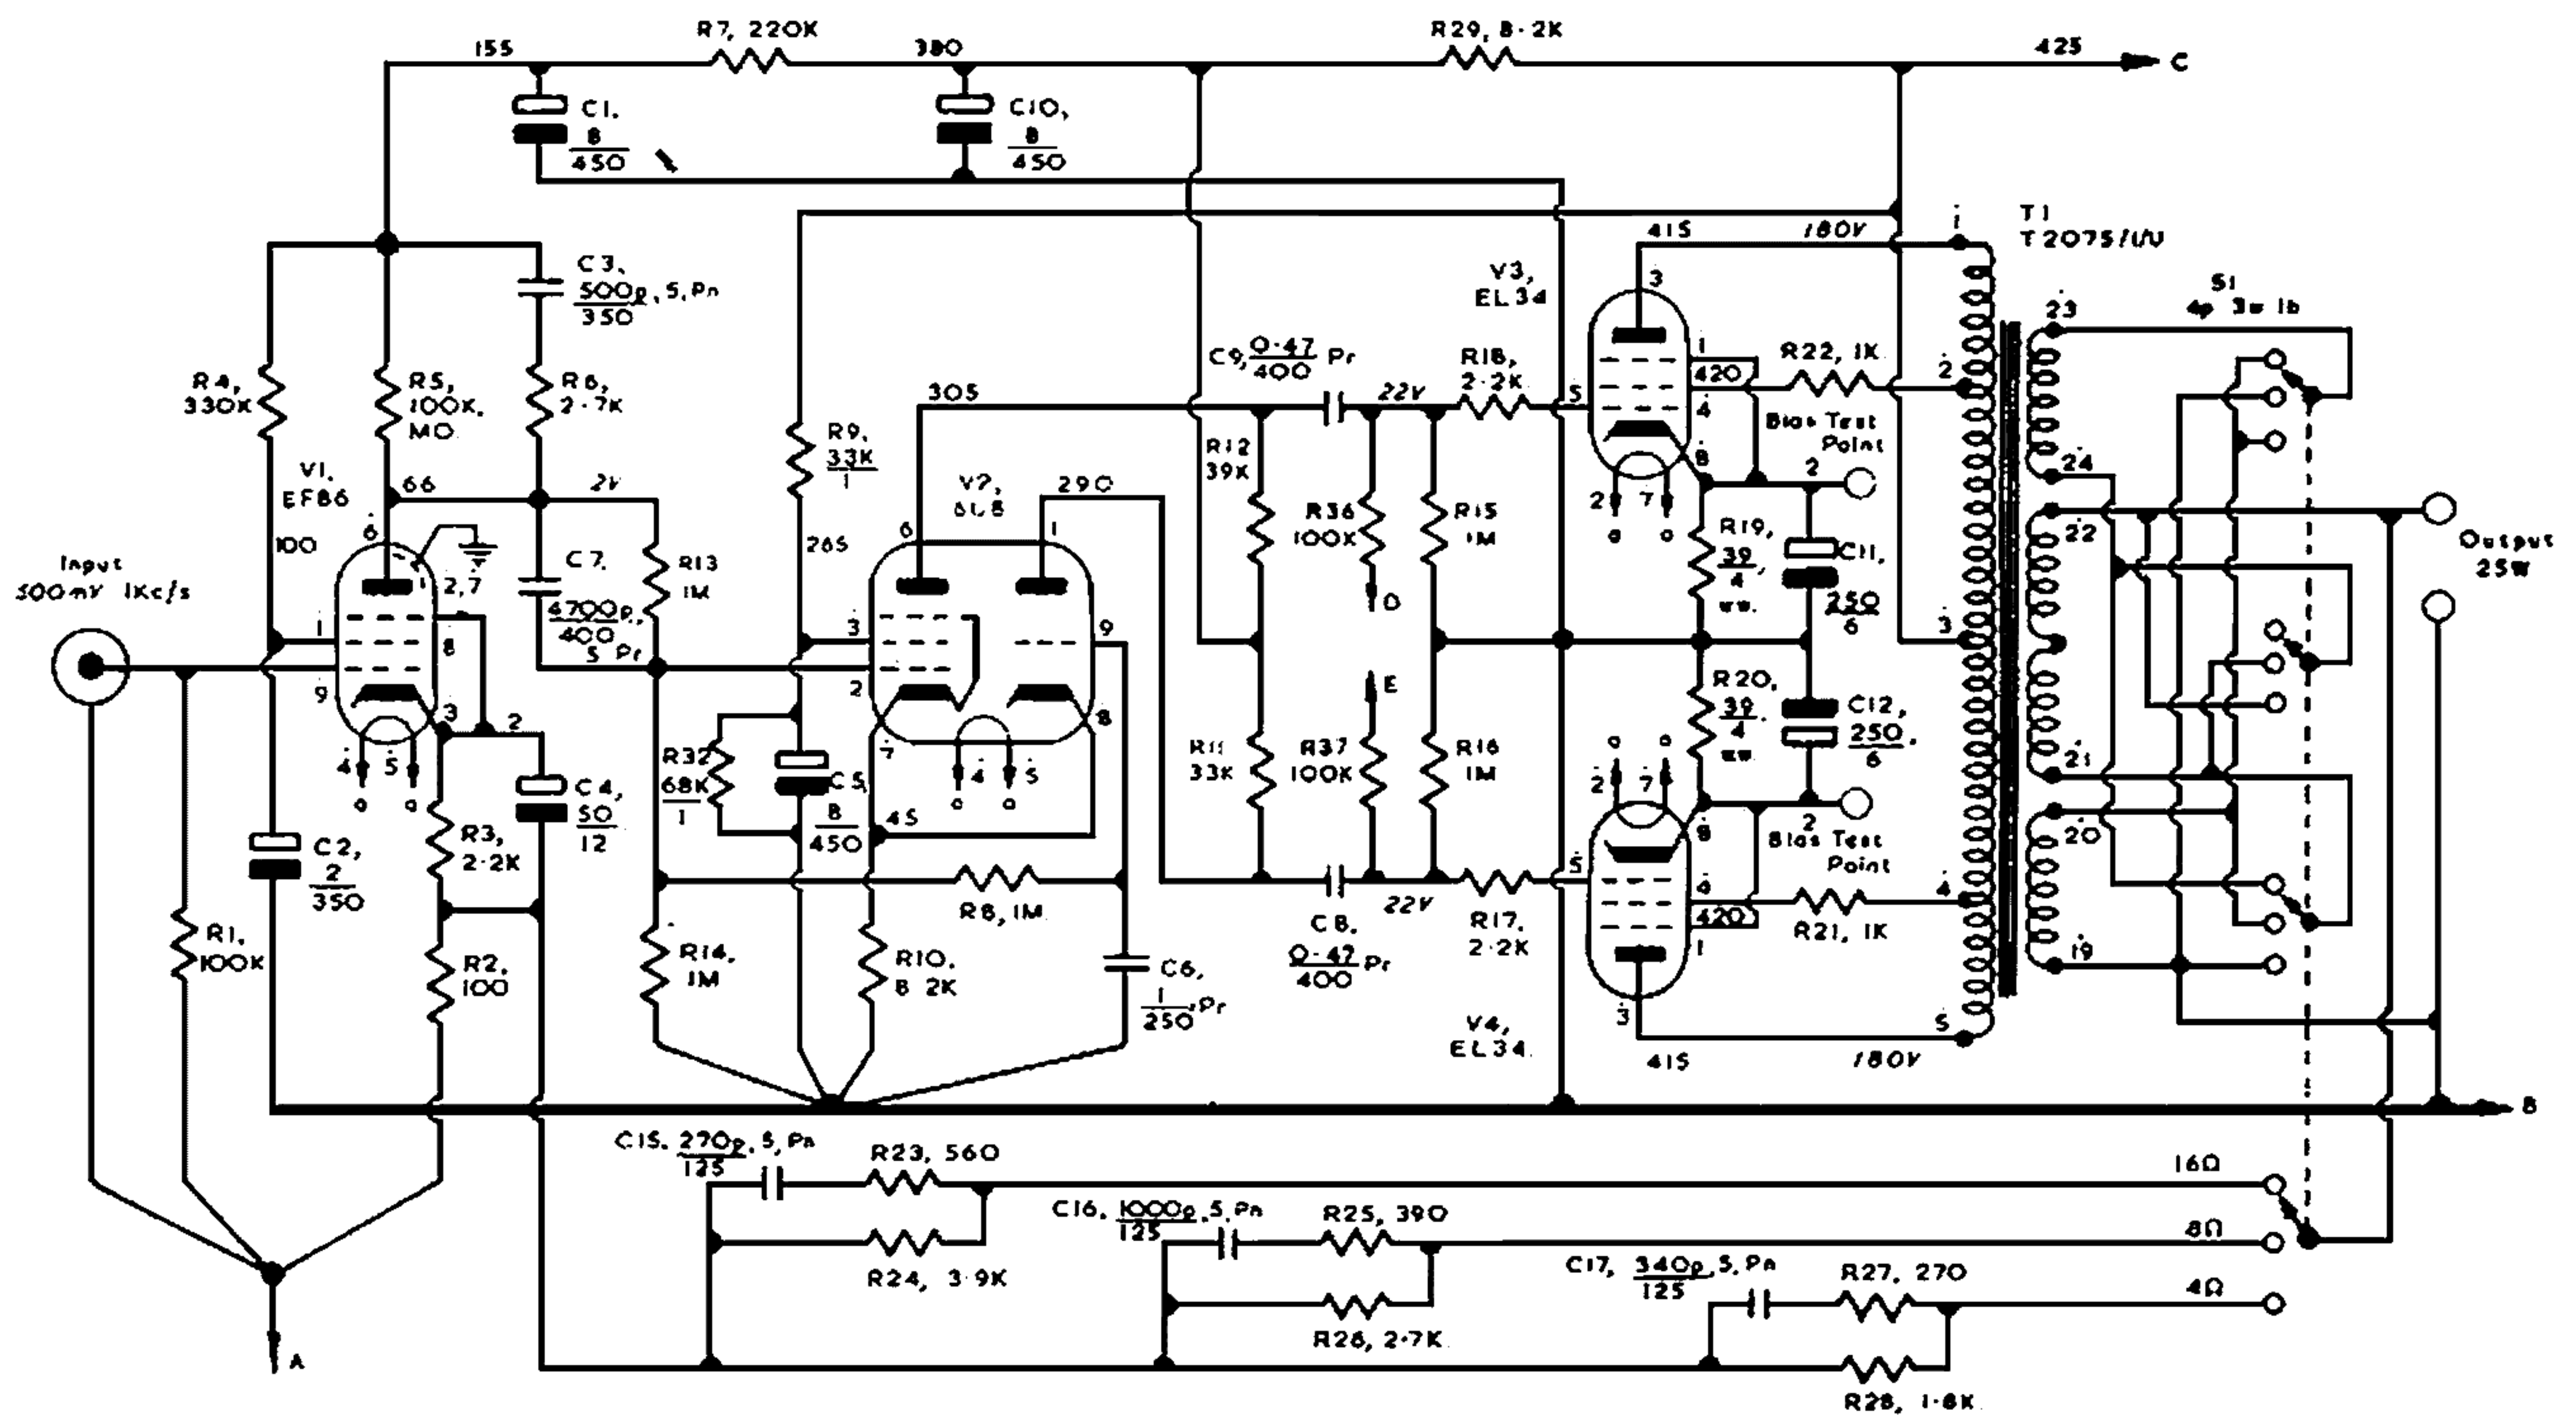 155
R7, 220K
380
R29, 8·2K
425
C
C1,
8
450
C10,
8
450
415
180V
1
T1
T2075/1/U
V3,
EL34
3
S1
4p 3w 1b
C3,
500p, 5, Pn
350
23
R4,
330K
R5,
100K,
MO
R6,
2·7K
C9, 0·47 Pr
400
22V
R18,
2·2K
5
1
420
4
R22, 1K
2
305
Bias Test
Point
2
8
24
R9,
33K
1
R12
39K
V1,
EF86
66
2V
V2,
290
2
7
R36
100K
R15
1M
R19,
39
4
ww.
C11,
250
6
22
Output
25W
100
6
2,7
C7,
4700p,
400
5 Pr
R13
1M
265
6
1
D
Input
500mV 1Kc/s
1
8
9
3
2
3
9
8
7
4
5
3
2
4
5
E
R20,
39
4
ww.
C12,
250
6
R32
68K
1
C5,
8
450
R11
33K
R37
100K
R16
1M
21
C4,
50
12
45
2
7
8
2
Bias Test
Point
20
C2,
2
350
R3,
2·2K
R8, 1M
C8,
0·47 Pr
400
22V
R17,
2·2K
5
4
420
1
R21, 1K
4
R1,
100K
R2,
100
R14,
1M
R10,
8 2K
C6,
1
250, Pr
19
V4,
EL34
3
415
180V
5
B
C15, 270p, 5, Pn
125
R23, 560
16Ω
R24, 3·9K
C16, 1000p, 5, Pn
125
R25, 390
8Ω
R26, 2·7K
C17, 340p, 5, Pn
125
R27, 270
4Ω
R28, 1·8K
A